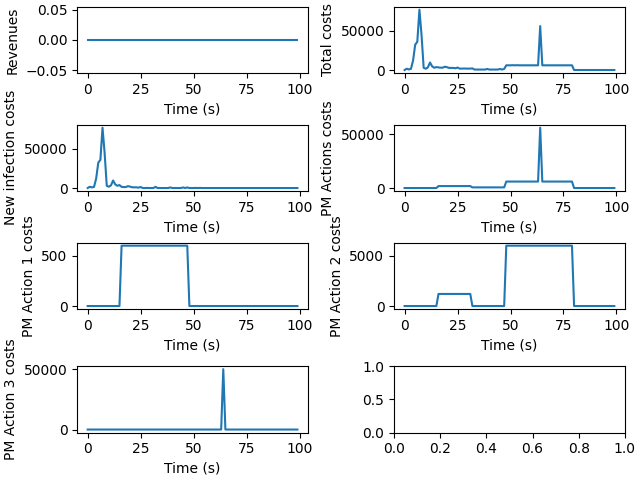 Revenues
0.05
0.00
−0.05
0 25 50 75 100
Time (s)
Total costs
50000
0
0 25 50 75 100
Time (s)
New infection costs
50000
0
0 25 50 75 100
Time (s)
PM Actions costs
50000
0
0 25 50 75 100
Time (s)
PM Action 1 costs
500
0
0 25 50 75 100
Time (s)
PM Action 2 costs
5000
0
0 25 50 75 100
Time (s)
PM Action 3 costs
50000
0
0 25 50 75 100
Time (s)
1.0
0.5
0.0
0.0 0.2 0.4 0.6 0.8 1.0